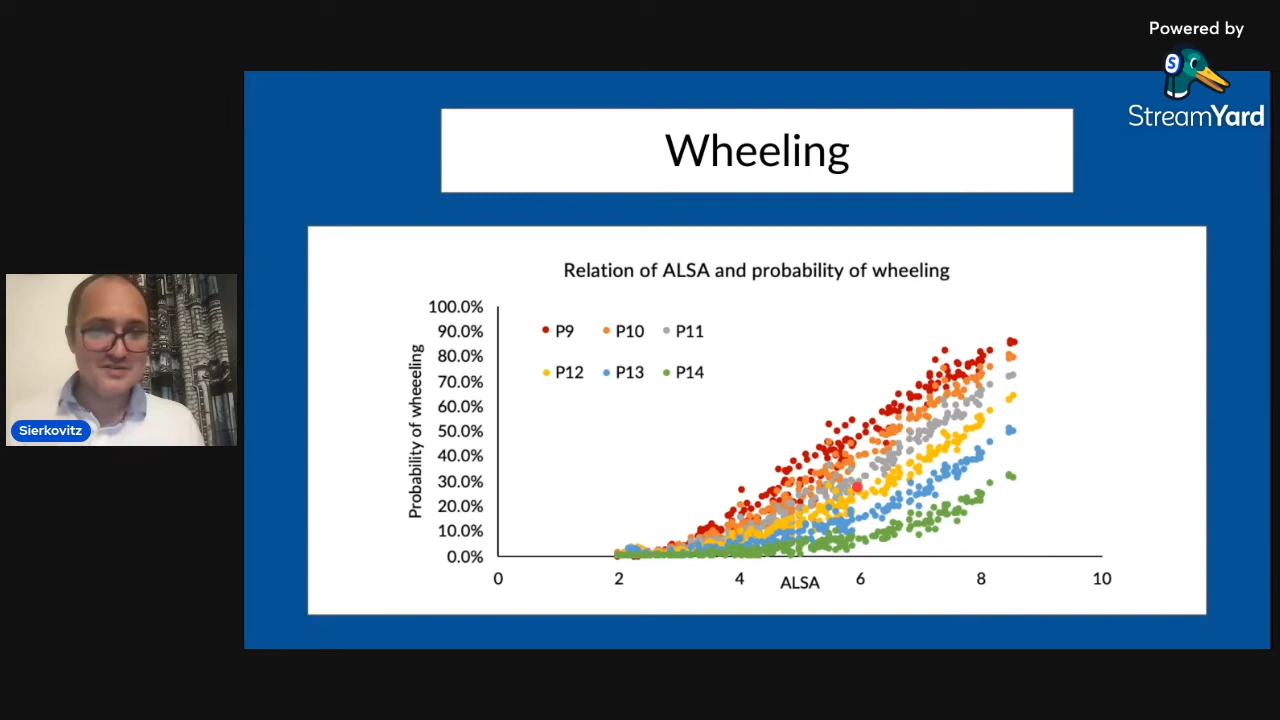 Powered by
StreamYard
Wheeling
Relation of ALSA and probability of wheeling
100.0%
90.0%
80.0%
70.0%
60.0%
50.0%
40.0%
30.0%
20.0%
10.0%
0.0%
Probability of wheeeling
P9 P10 P11
P12 P13 P14
0 2 4 6 8 10
ALSA
Sierkovitz